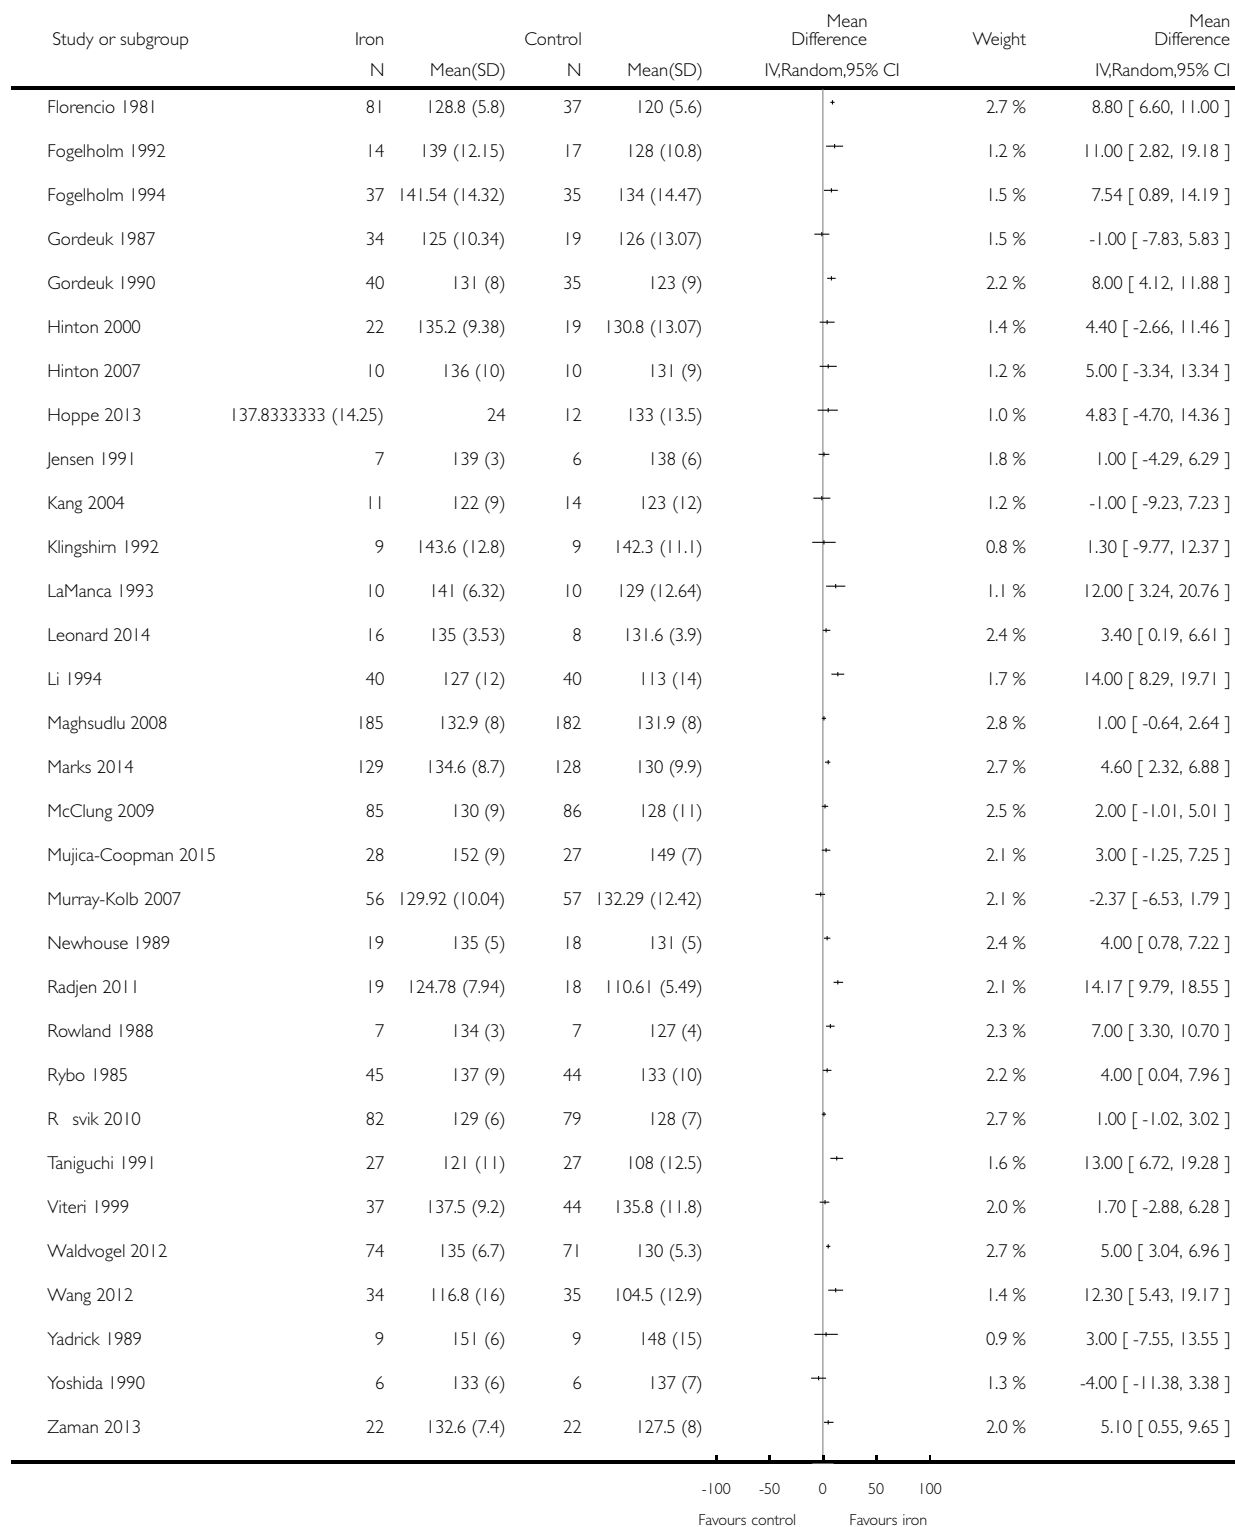 Mean
Mean
Study or subgroup Iron Control Difference Weight Difference
N Mean(SD) N Mean(SD) IV,Random,95% CI IV,Random,95% CI
Florencio 1981 81 128.8 (5.8) 37 120 (5.6) 2.7 % 8.80 [ 6.60, 11.00 ]
Fogelholm 1992 14 139 (12.15) 17 128 (10.8) 1.2 % 11.00 [ 2.82, 19.18 ]
Fogelholm 1994 37 141.54 (14.32) 35 134 (14.47) 1.5 % 7.54 [ 0.89, 14.19 ]
Gordeuk 1987 34 125 (10.34) 19 126 (13.07) 1.5 % -1.00 [ -7.83, 5.83 ]
Gordeuk 1990 40 131 (8) 35 123 (9) 2.2 % 8.00 [ 4.12, 11.88 ]
Hinton 2000 22 135.2 (9.38) 19 130.8 (13.07) 1.4 % 4.40 [ -2.66, 11.46 ]
Hinton 2007 10 136 (10) 10 131 (9) 1.2 % 5.00 [ -3.34, 13.34 ]
Hoppe 2013 137.8333333 (14.25) 24 12 133 (13.5) 1.0 % 4.83 [ -4.70, 14.36 ]
Jensen 1991 7 139 (3) 6 138 (6) 1.8 % 1.00 [ -4.29, 6.29 ]
Kang 2004 11 122 (9) 14 123 (12) 1.2 % -1.00 [ -9.23, 7.23 ]
Klingshirn 1992 9 143.6 (12.8) 9 142.3 (11.1) 0.8 % 1.30 [ -9.77, 12.37 ]
LaManca 1993 10 141 (6.32) 10 129 (12.64) 1.1 % 12.00 [ 3.24, 20.76 ]
Leonard 2014 16 135 (3.53) 8 131.6 (3.9) 2.4 % 3.40 [ 0.19, 6.61 ]
Li 1994 40 127 (12) 40 113 (14) 1.7 % 14.00 [ 8.29, 19.71 ]
Maghsudlu 2008 185 132.9 (8) 182 131.9 (8) 2.8 % 1.00 [ -0.64, 2.64 ]
Marks 2014 129 134.6 (8.7) 128 130 (9.9) 2.7 % 4.60 [ 2.32, 6.88 ]
McClung 2009 85 130 (9) 86 128 (11) 2.5 % 2.00 [ -1.01, 5.01 ]
Mujica-Coopman 2015 28 152 (9) 27 149 (7) 2.1 % 3.00 [ -1.25, 7.25 ]
Murray-Kolb 2007 56 129.92 (10.04) 57 132.29 (12.42) 2.1 % -2.37 [ -6.53, 1.79 ]
Newhouse 1989 19 135 (5) 18 131 (5) 2.4 % 4.00 [ 0.78, 7.22 ]
Radjen 2011 19 124.78 (7.94) 18 110.61 (5.49) 2.1 % 14.17 [ 9.79, 18.55 ]
Rowland 1988 7 134 (3) 7 127 (4) 2.3 % 7.00 [ 3.30, 10.70 ]
Rybo 1985 45 137 (9) 44 133 (10) 2.2 % 4.00 [ 0.04, 7.96 ]
R svik 2010 82 129 (6) 79 128 (7) 2.7 % 1.00 [ -1.02, 3.02 ]
Taniguchi 1991 27 121 (11) 27 108 (12.5) 1.6 % 13.00 [ 6.72, 19.28 ]
Viteri 1999 37 137.5 (9.2) 44 135.8 (11.8) 2.0 % 1.70 [ -2.88, 6.28 ]
Waldvogel 2012 74 135 (6.7) 71 130 (5.3) 2.7 % 5.00 [ 3.04, 6.96 ]
Wang 2012 34 116.8 (16) 35 104.5 (12.9) 1.4 % 12.30 [ 5.43, 19.17 ]
Yadrick 1989 9 151 (6) 9 148 (15) 0.9 % 3.00 [ -7.55, 13.55 ]
Yoshida 1990 6 133 (6) 6 137 (7) 1.3 % -4.00 [ -11.38, 3.38 ]
Zaman 2013 22 132.6 (7.4) 22 127.5 (8) 2.0 % 5.10 [ 0.55, 9.65 ]
-100 -50 0 50 100
Favours control Favours iron